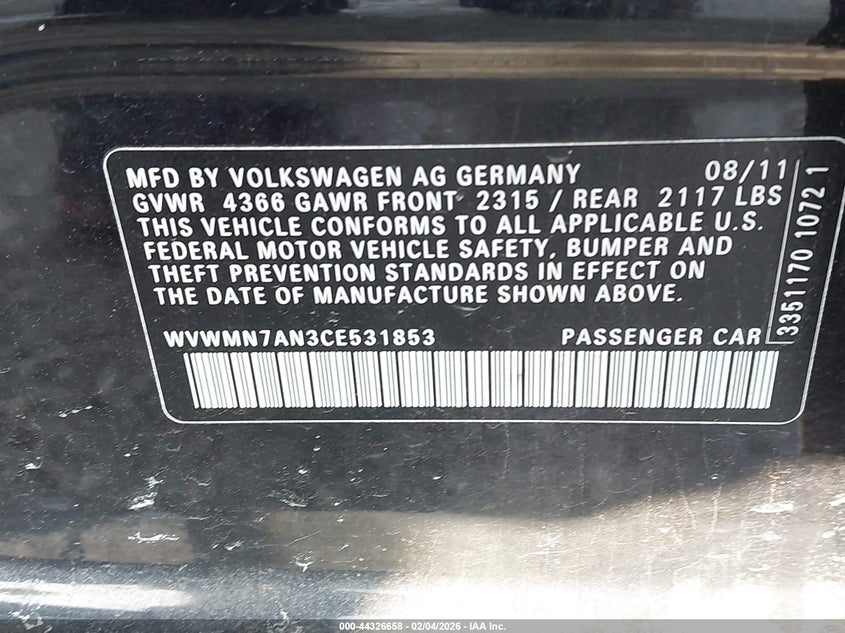 MFD BY VOLKSWAGEN AG GERMANY 08/11
GVWR 4366 GAWR FRONT 2315 / REAR 2117 LBS
THIS VEHICLE CONFORMS TO ALL APPLICABLE U.S.
FEDERAL MOTOR VEHICLE SAFETY, BUMPER AND
THEFT PREVENTION STANDARDS IN EFFECT ON
THE DATE OF MANUFACTURE SHOWN ABOVE.
WVWMN7AN3CE531853 PASSENGER CAR
3351170 10721
000-44326658 - 02/04/2026 - IAA Inc.